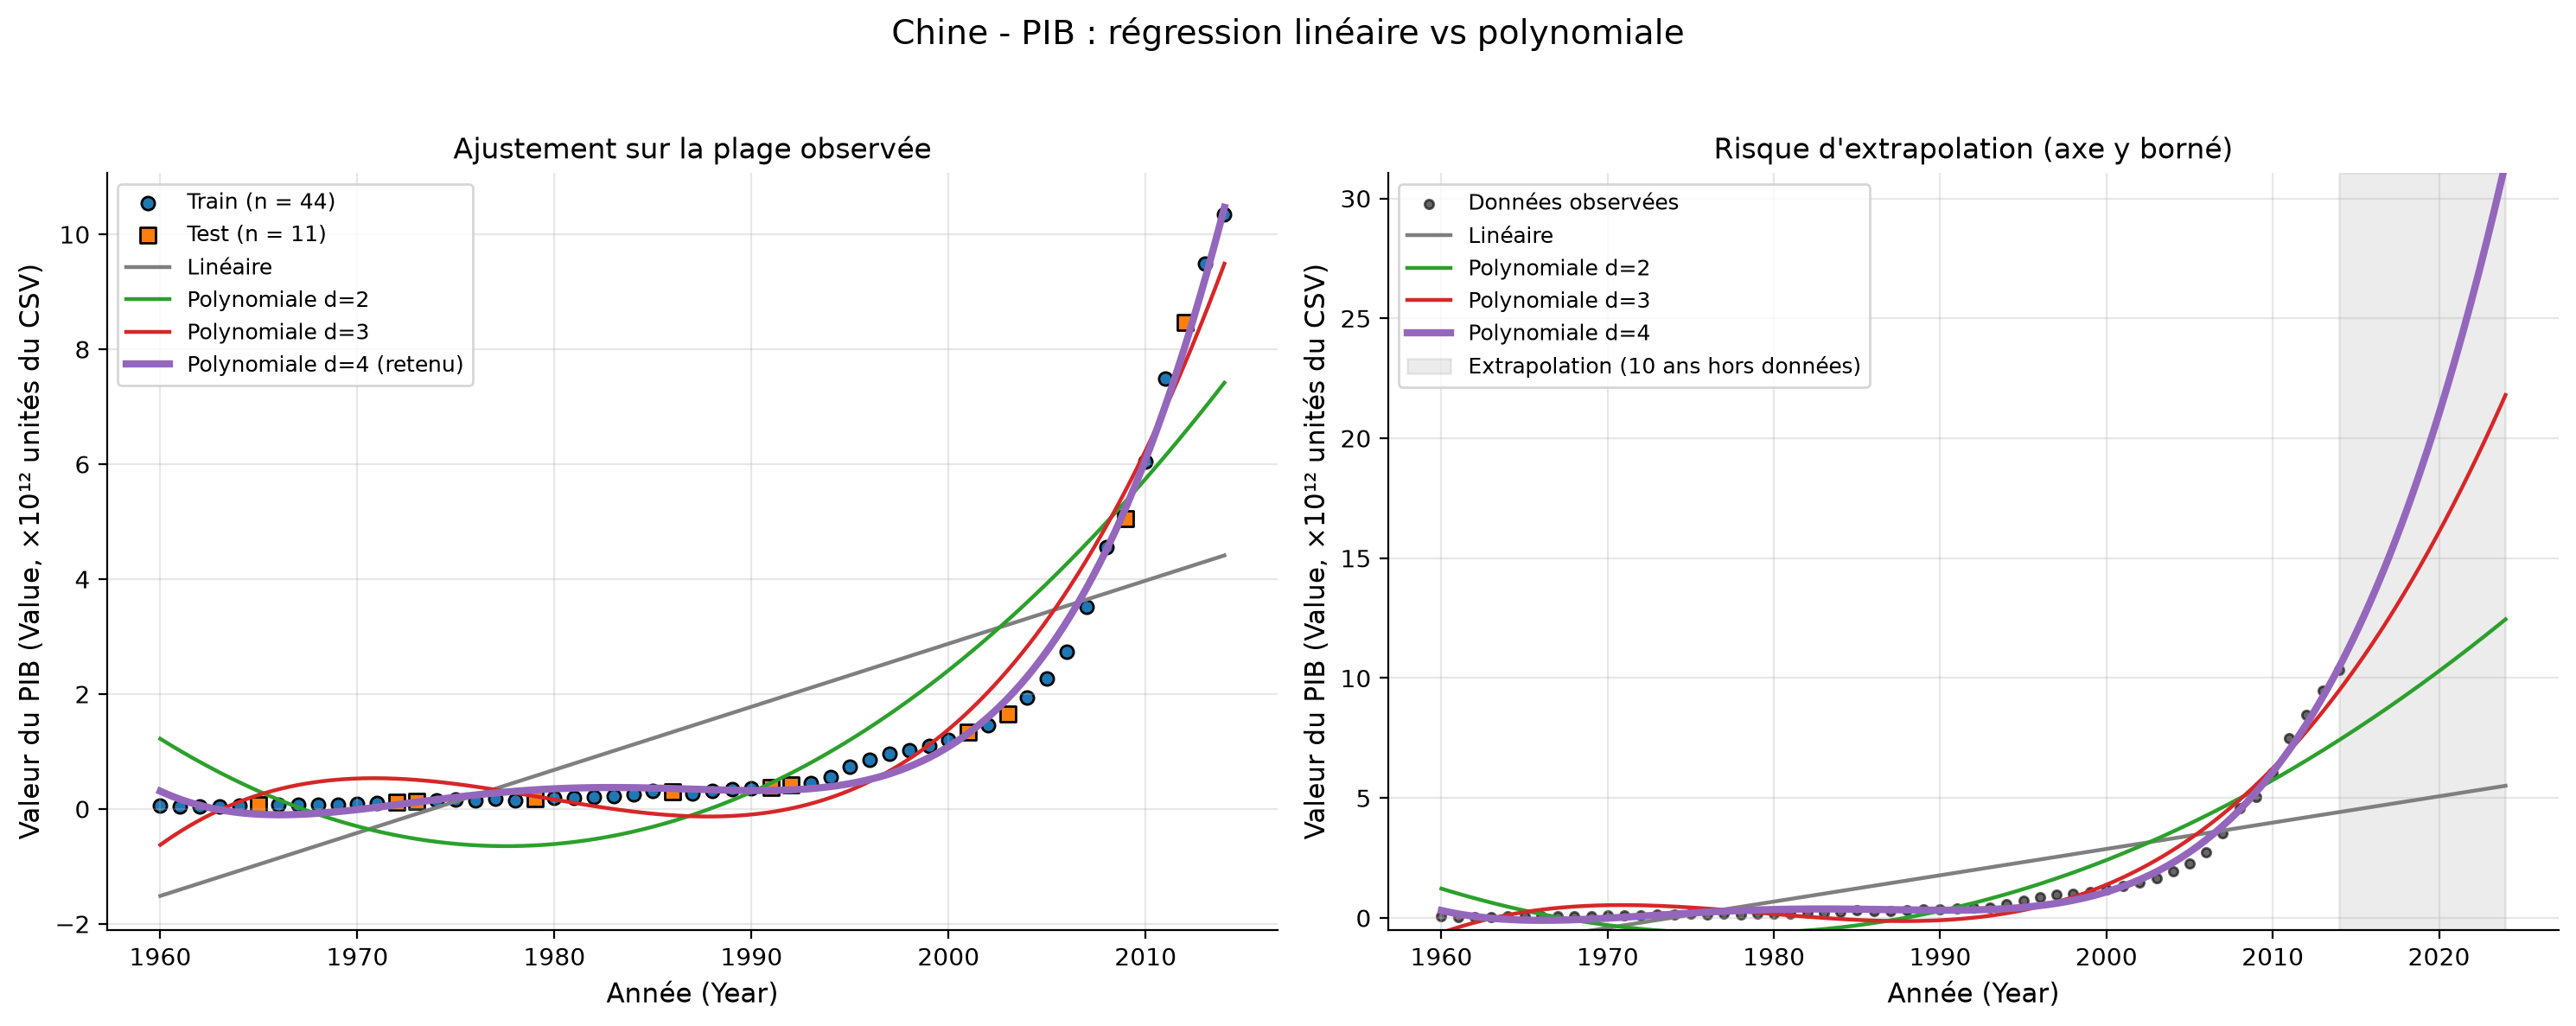 Chine - PIB : régression linéaire vs polynomiale
Ajustement sur la plage observée
Valeur du PIB (Value, ×10¹² unités du CSV)
10
8
6
4
2
0
−2
Train (n = 44)
Test (n = 11)
Linéaire
Polynomiale d=2
Polynomiale d=3
Polynomiale d=4 (retenu)
1960 1970 1980 1990 2000 2010
Année (Year)
Risque d'extrapolation (axe y borné)
Valeur du PIB (Value, ×10¹² unités du CSV)
30
25
20
15
10
5
0
Données observées
Linéaire
Polynomiale d=2
Polynomiale d=3
Polynomiale d=4
Extrapolation (10 ans hors données)
1960 1970 1980 1990 2000 2010 2020
Année (Year)